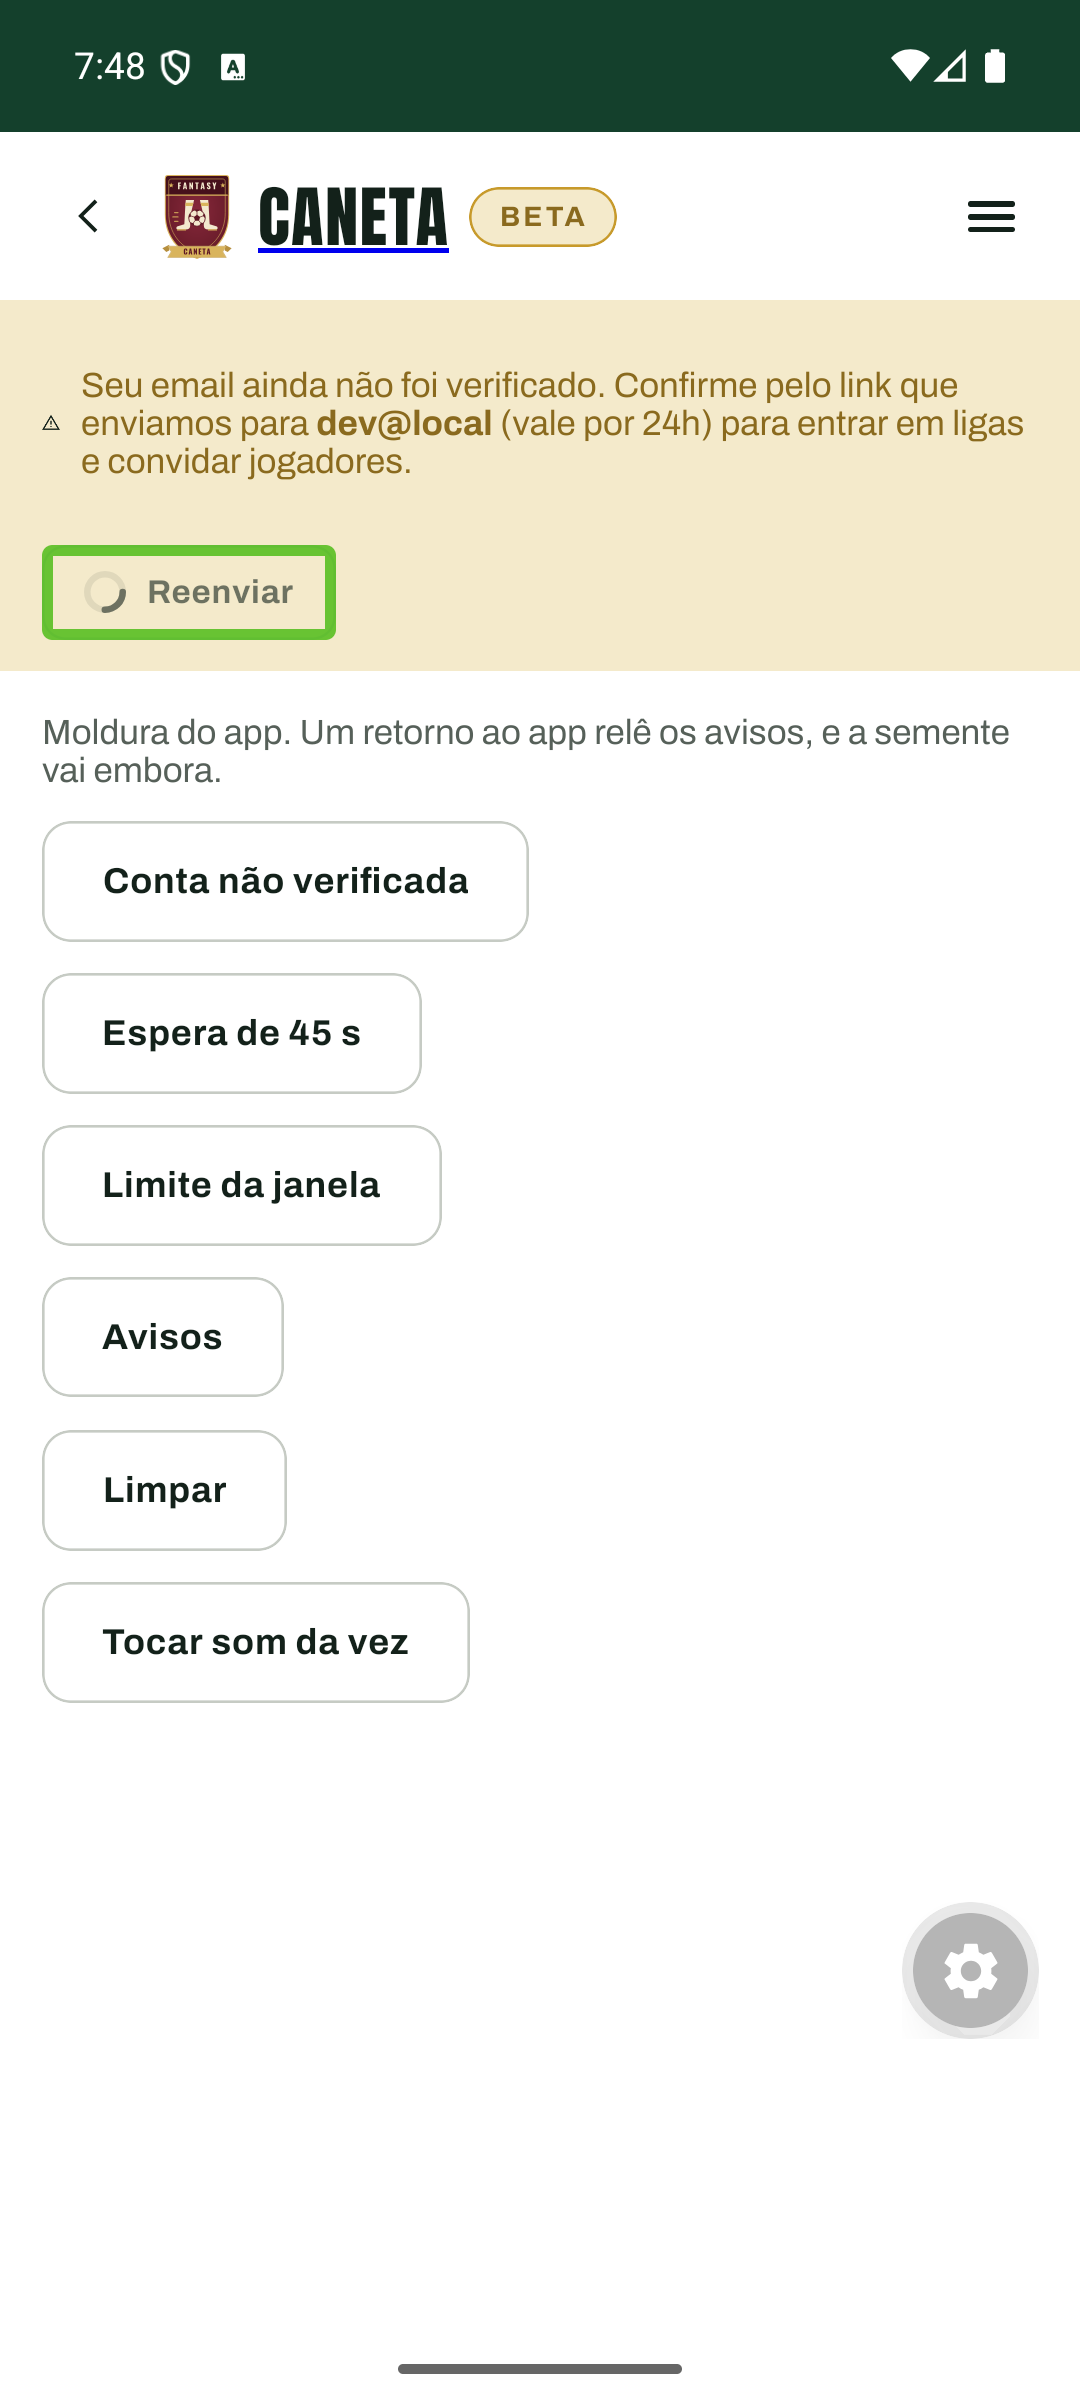 7:48
FANTASY
CANETA
CANETA
BETA
Seu email ainda não foi verificado. Confirme pelo link que
enviamos para dev@local (vale por 24h) para entrar em ligas
e convidar jogadores.
Reenviar
Moldura do app. Um retorno ao app relê os avisos, e a semente
vai embora.
Conta não verificada
Espera de 45 s
Limite da janela
Avisos
Limpar
Tocar som da vez